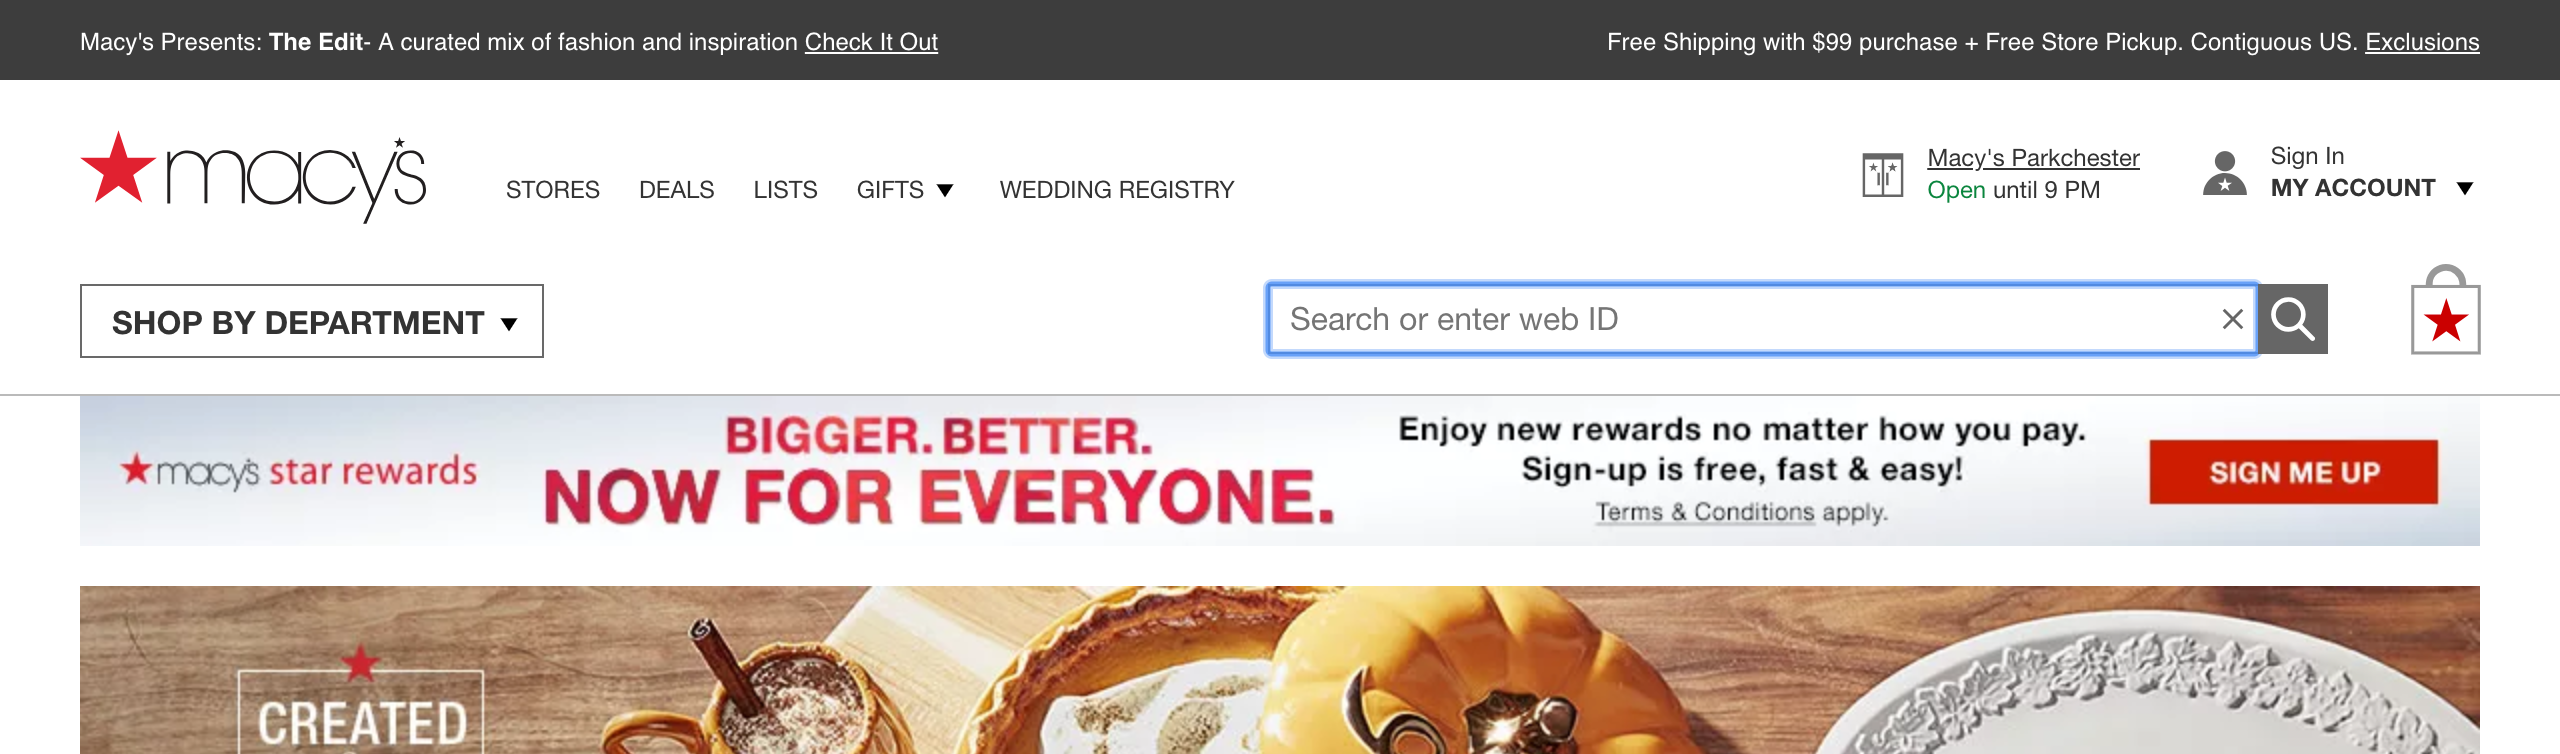 Macy's Presents: The Edit- A curated mix of fashion and inspiration Check It Out
Free Shipping with $99 purchase + Free Store Pickup. Contiguous US. Exclusions
macy's
STORES DEALS LISTS GIFTS WEDDING REGISTRY
Macy's Parkchester
Open until 9 PM
Sign In
MY ACCOUNT
SHOP BY DEPARTMENT
Search or enter web ID
macy's star rewards
BIGGER. BETTER.
NOW FOR EVERYONE.
Enjoy new rewards no matter how you pay.
Sign-up is free, fast & easy!
Terms & Conditions apply.
SIGN ME UP
CREATED